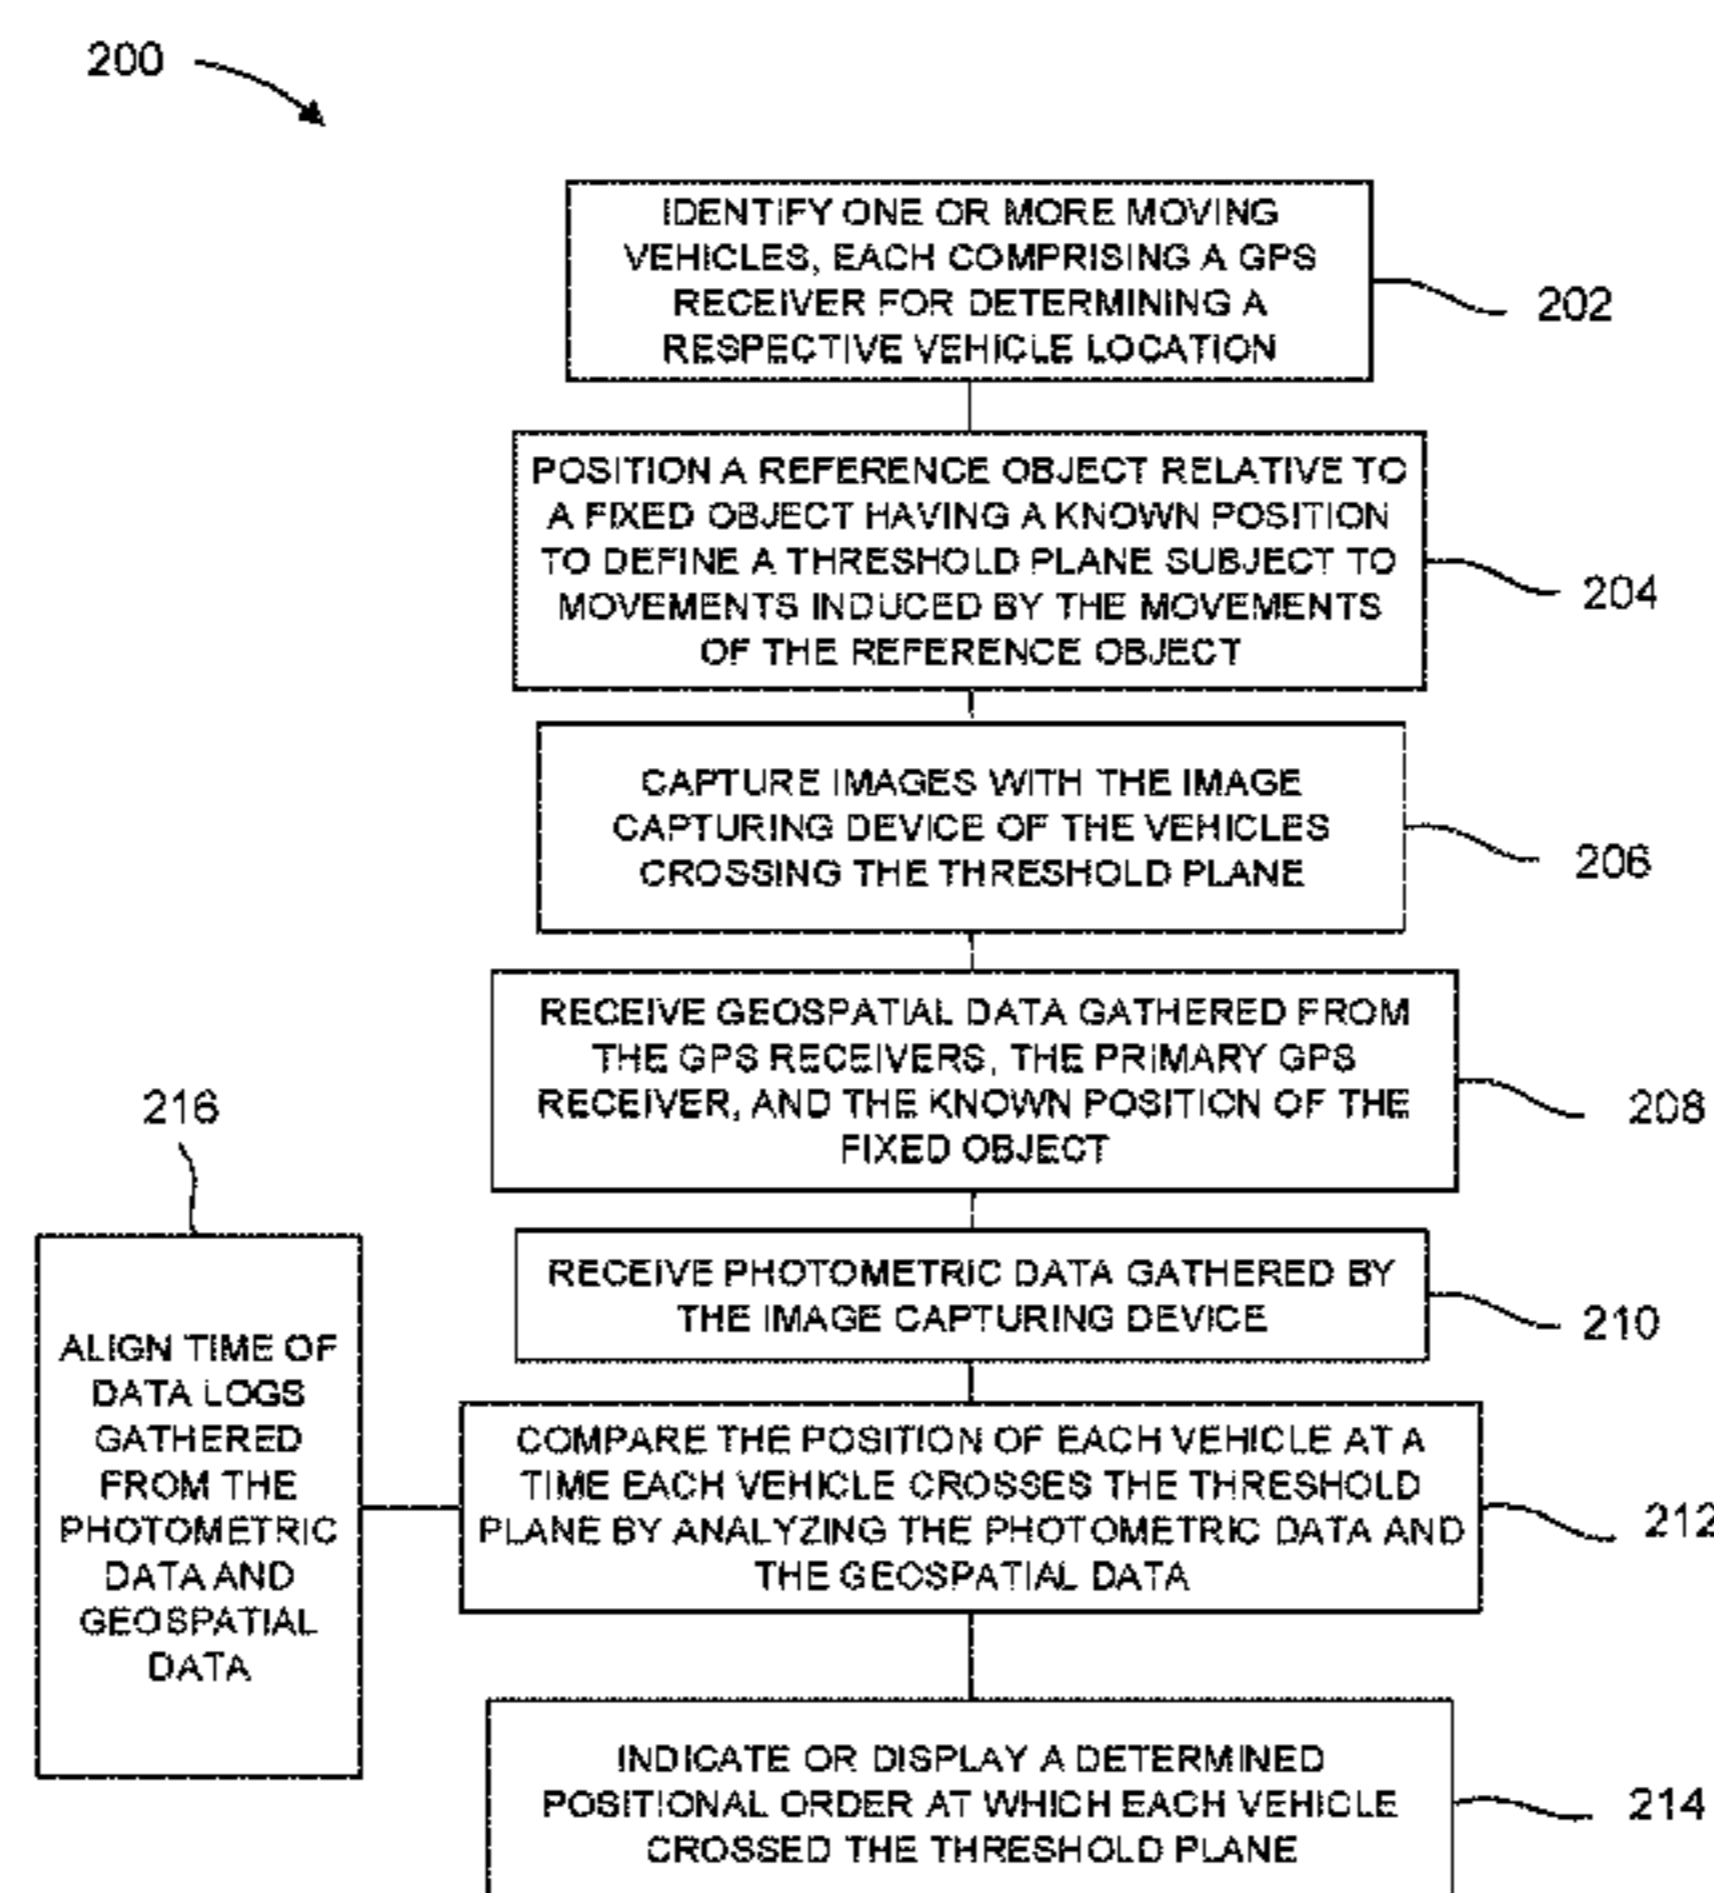 200
IDENTIFY ONE OR MORE MOVING
VEHICLES, EACH COMPRISING A GPS
RECEIVER FOR DETERMINING A
RESPECTIVE VEHICLE LOCATION
202
POSITION A REFERENCE OBJECT RELATIVE TO
A FIXED OBJECT HAVING A KNOWN POSITION
TO DEFINE A THRESHOLD PLANE SUBJECT TO
MOVEMENTS INDUCED BY THE MOVEMENTS
OF THE REFERENCE OBJECT
204
CAPTURE IMAGES WITH THE IMAGE
CAPTURING DEVICE OF THE VEHICLES
CROSSING THE THRESHOLD PLANE
206
RECEIVE GEOSPATIAL DATA GATHERED FROM
THE GPS RECEIVERS, THE PRIMARY GPS
RECEIVER, AND THE KNOWN POSITION OF THE
FIXED OBJECT
208
216
RECEIVE PHOTOMETRIC DATA GATHERED BY
THE IMAGE CAPTURING DEVICE
210
ALIGN TIME OF
DATA LOGS
GATHERED
FROM THE
PHOTOMETRIC
DATA AND
GEOSPATIAL
DATA
COMPARE THE POSITION OF EACH VEHICLE AT A
TIME EACH VEHICLE CROSSES THE THRESHOLD
PLANE BY ANALYZING THE PHOTOMETRIC DATA AND
THE GEOSPATIAL DATA
212
INDICATE OR DISPLAY A DETERMINED
POSITIONAL ORDER AT WHICH EACH VEHICLE
CROSSED THE THRESHOLD PLANE
214